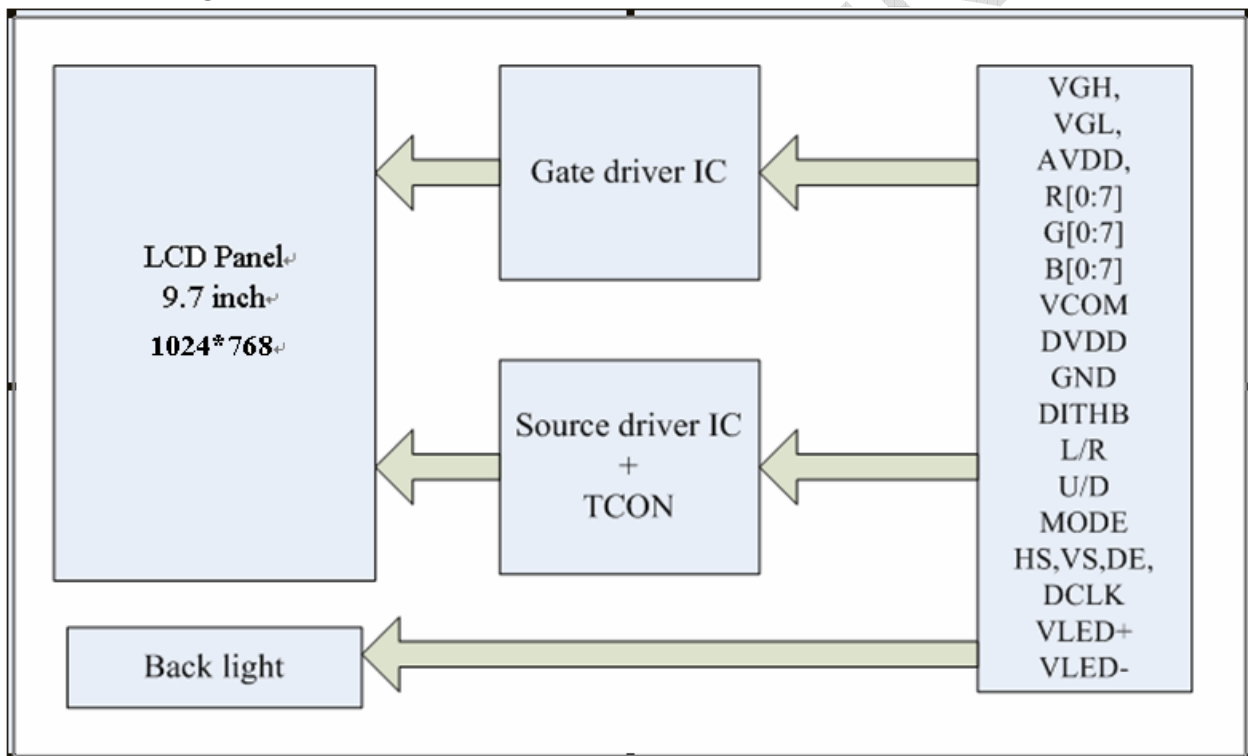 LCD Panel↵
9.7 inch↵
1024*768↵
Back light
Gate driver IC
Source driver IC
+
TCON
VGH,
VGL,
AVDD,
R[0:7]
G[0:7]
B[0:7]
VCOM
DVDD
GND
DITHB
L/R
U/D
MODE
HS,VS,DE,
DCLK
VLED+
VLED-